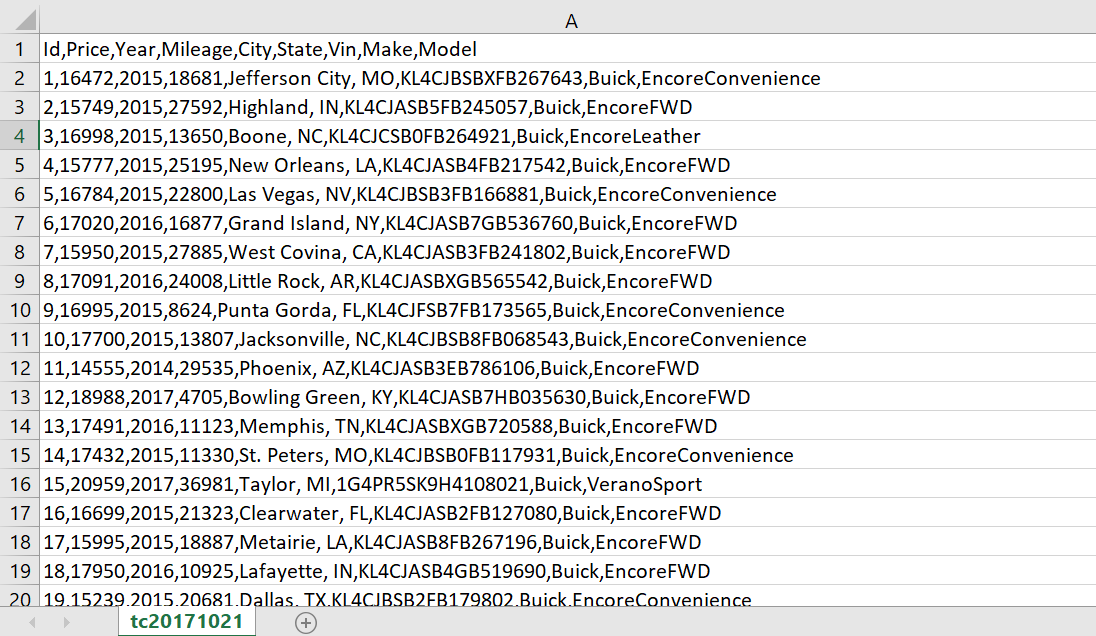 A
1 Id,Price,Year,Mileage,City,State,Vin,Make,Model
2 1,16472,2015,18681,Jefferson City, MO,KL4CJBSBXFB267643,Buick,EncoreConvenience
3 2,15749,2015,27592,Highland, IN,KL4CJASB5FB245057,Buick,EncoreFWD
4 3,16998,2015,13650,Boone, NC,KL4CJCSB0FB264921,Buick,EncoreLeather
5 4,15777,2015,25195,New Orleans, LA,KL4CJASB4FB217542,Buick,EncoreFWD
6 5,16784,2015,22800,Las Vegas, NV,KL4CJBSB3FB166881,Buick,EncoreConvenience
7 6,17020,2016,16877,Grand Island, NY,KL4CJASB7GB536760,Buick,EncoreFWD
8 7,15950,2015,27885,West Covina, CA,KL4CJASB3FB241802,Buick,EncoreFWD
9 8,17091,2016,24008,Little Rock, AR,KL4CJASBXGB565542,Buick,EncoreFWD
10 9,16995,2015,8624,Punta Gorda, FL,KL4CJFSB7FB173565,Buick,EncoreConvenience
11 10,17700,2015,13807,Jacksonville, NC,KL4CJBSB8FB068543,Buick,EncoreConvenience
12 11,14555,2014,29535,Phoenix, AZ,KL4CJASB3EB786106,Buick,EncoreFWD
13 12,18988,2017,4705,Bowling Green, KY,KL4CJASB7HB035630,Buick,EncoreFWD
14 13,17491,2016,11123,Memphis, TN,KL4CJASBXGB720588,Buick,EncoreFWD
15 14,17432,2015,11330,St. Peters, MO,KL4CJBSB0FB117931,Buick,EncoreConvenience
16 15,20959,2017,36981,Taylor, MI,1G4PR5SK9H4108021,Buick,VeranoSport
17 16,16699,2015,21323,Clearwater, FL,KL4CJASB2FB127080,Buick,EncoreFWD
18 17,15995,2015,18887,Metairie, LA,KL4CJASB8FB267196,Buick,EncoreFWD
19 18,17950,2016,10925,Lafayette, IN,KL4CJASB4GB519690,Buick,EncoreFWD
20 19,15239,2015,20681,Dallas, TX,KL4CJBSB2FB179802,Buick,EncoreConvenience
tc20171021